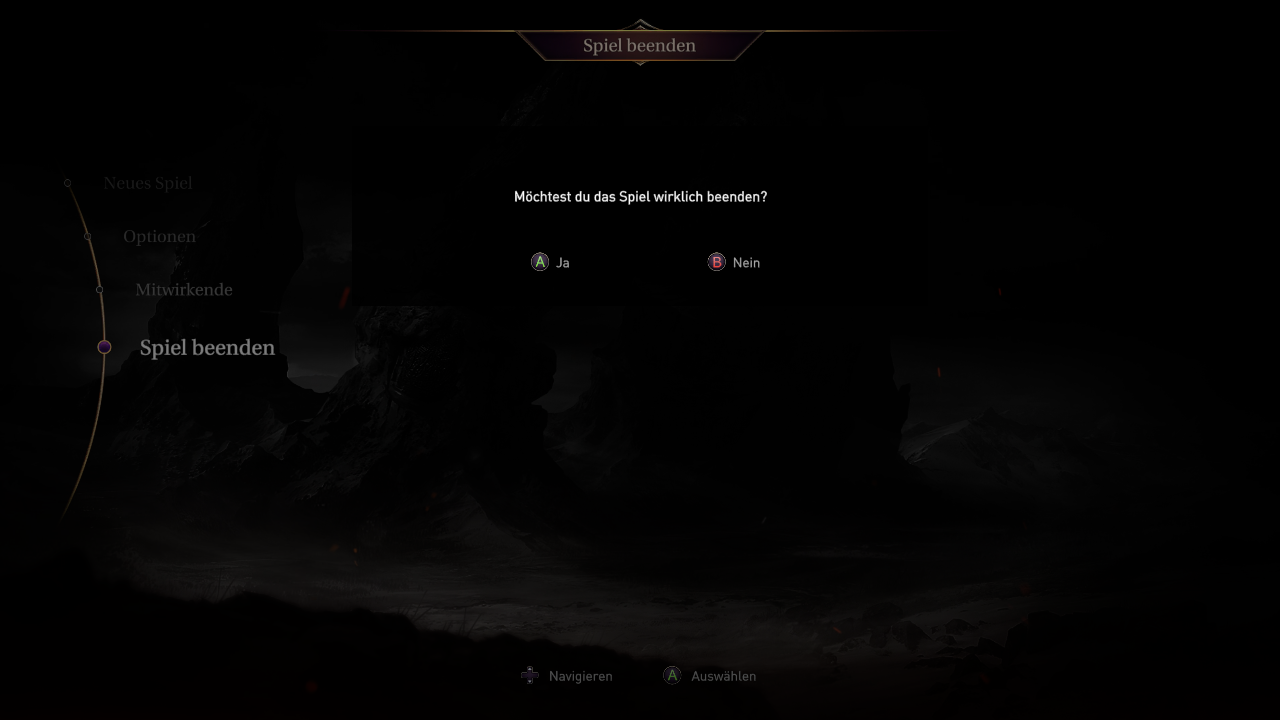 Spiel beenden
Neues Spiel
Optionen
Mitwirkende
Spiel beenden
Möchtest du das Spiel wirklich beenden?
A Ja
B Nein
Navigieren
A Auswählen